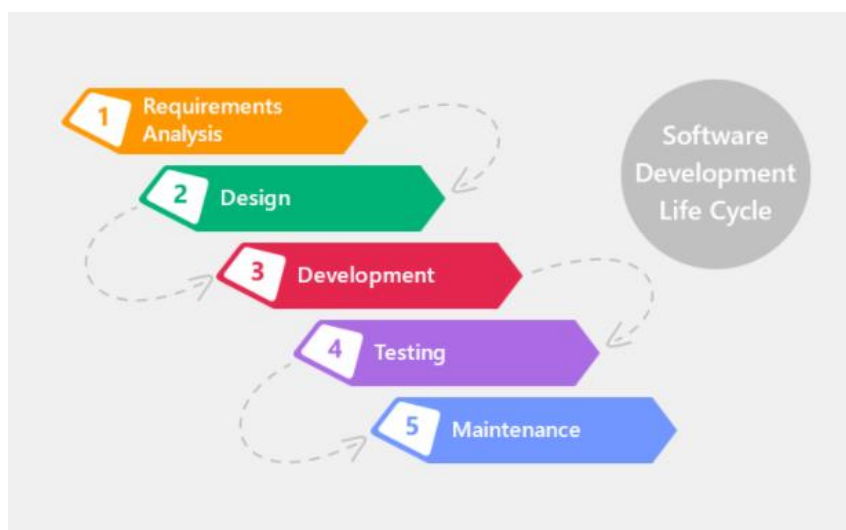 1
Requirements
Analysis
2
Design
3
Development
4
Testing
5
Maintenance
Software
Development
Life Cycle